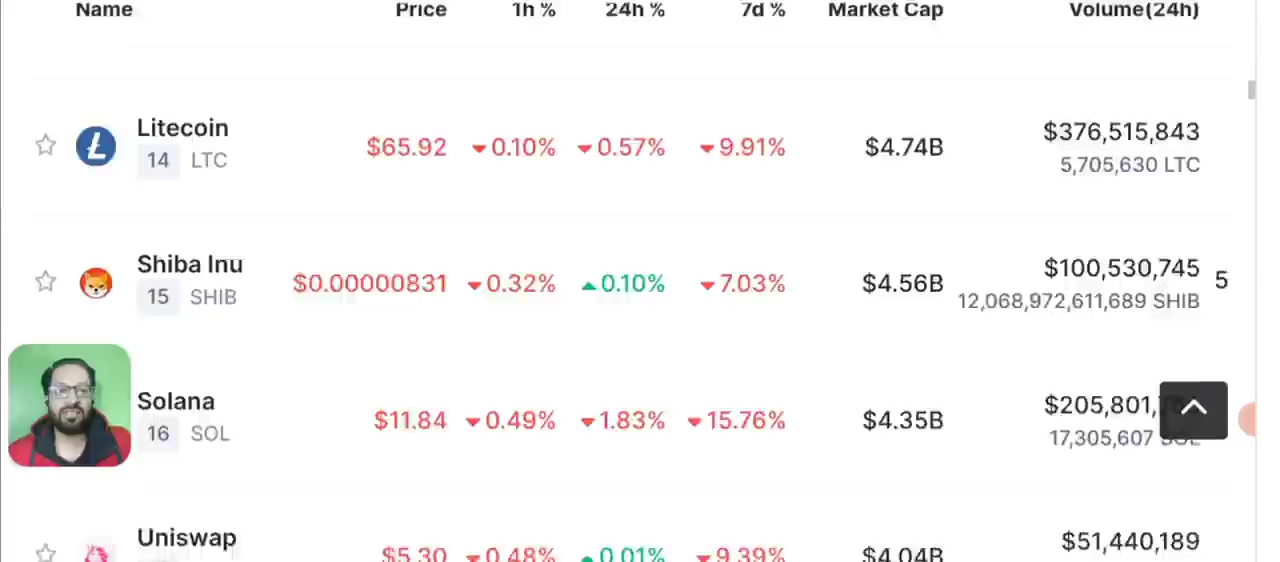 Name Price 1h % 24h % 7d % Market Cap Volume(24h)
Litecoin
14 LTC
$65.92 0.10% 0.57% 9.91% $4.74B $376,515,843
5,705,630 LTC
Shiba Inu
15 SHIB
$0.00000831 0.32% 0.10% 7.03% $4.56B $100,530,745 5
12,068,972,611,689 SHIB
Solana
16 SOL
$11.84 0.49% 1.83% 15.76% $4.35B $205,801,
17,305,607 SOL
Uniswap
$5.30 0.48% 0.01% 9.39% $4.04B $51,440,189